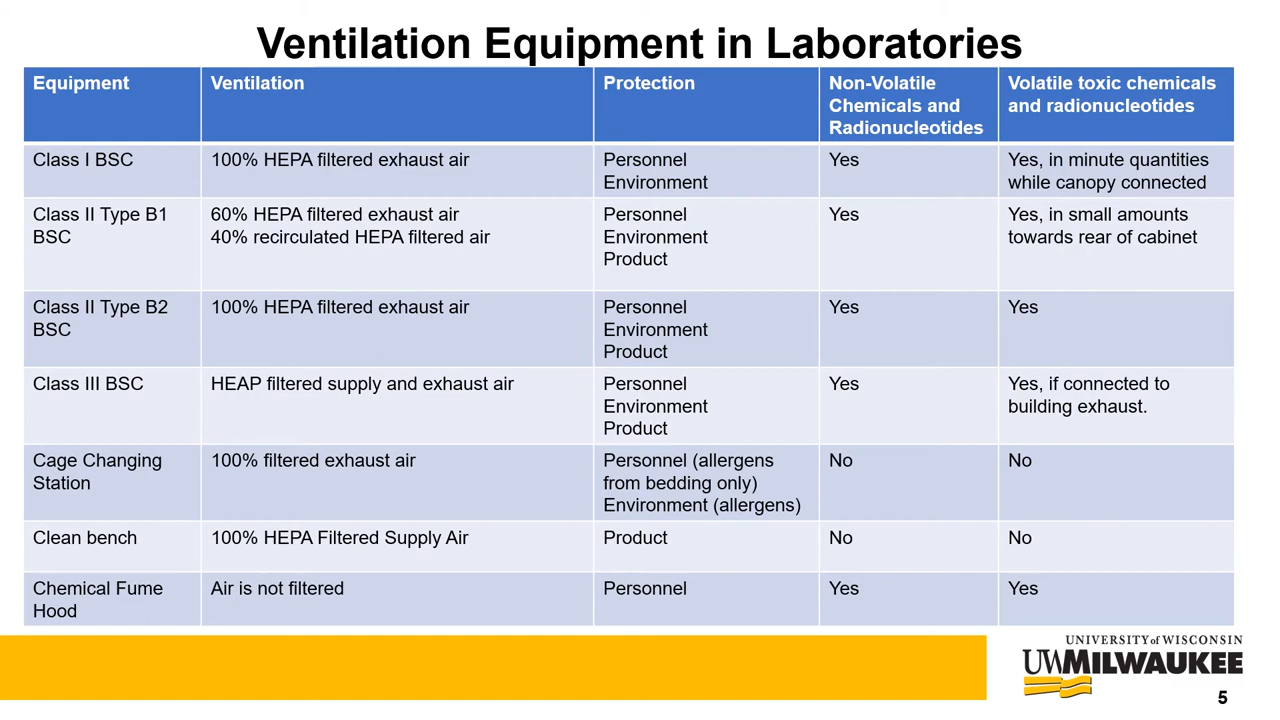 Ventilation Equipment in Laboratories
Equipment
Ventilation
Protection
Non-Volatile
Chemicals and
Radionucleotides
Volatile toxic chemicals
and radionucleotides
Class I BSC
100% HEPA filtered exhaust air
Personnel
Environment
Yes
Yes, in minute quantities
while canopy connected
Class II Type B1
BSC
60% HEPA filtered exhaust air
40% recirculated HEPA filtered air
Personnel
Environment
Product
Yes
Yes, in small amounts
towards rear of cabinet
Class II Type B2
BSC
100% HEPA filtered exhaust air
Personnel
Environment
Product
Yes
Yes
Class III BSC
HEAP filtered supply and exhaust air
Personnel
Environment
Product
Yes
Yes, if connected to
building exhaust.
Cage Changing
Station
100% filtered exhaust air
Personnel (allergens
from bedding only)
Environment (allergens)
No
No
Clean bench
100% HEPA Filtered Supply Air
Product
No
No
Chemical Fume
Hood
Air is not filtered
Personnel
Yes
Yes
UNIVERSITY of WISCONSIN
UWMILWAUKEE
5